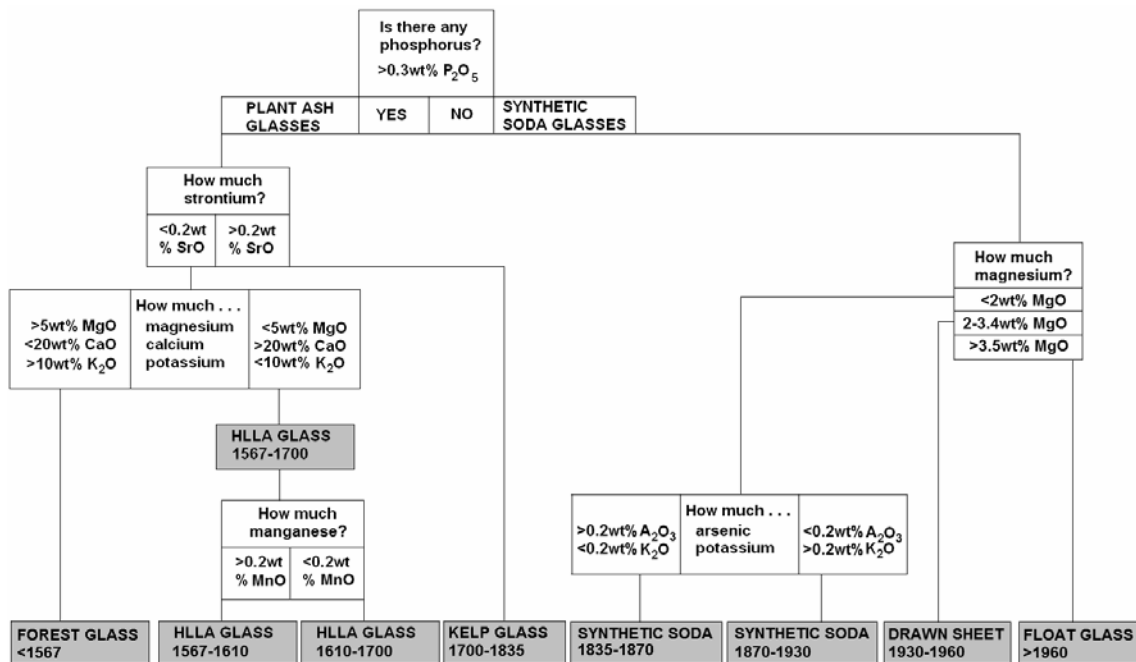 Is there any
phosphorus?
>0.3wt% P₂O₅
PLANT ASH
GLASSES
YES
NO
SYNTHETIC
SODA GLASSES
How much
strontium?
<0.2wt
% SrO
>0.2wt
% SrO
How much
magnesium?
<2wt% MgO
2-3.4wt% MgO
>3.5wt% MgO
>5wt% MgO
<20wt% CaO
>10wt% K₂O
How much . . .
magnesium
calcium
potassium
<5wt% MgO
>20wt% CaO
<10wt% K₂O
HLLA GLASS
1567-1700
How much
manganese?
>0.2wt
% MnO
<0.2wt
% MnO
>0.2wt% A₂O₃
<0.2wt% K₂O
How much . . .
arsenic
potassium
<0.2wt% A₂O₃
>0.2wt% K₂O
FOREST GLASS
<1567
HLLA GLASS
1567-1610
HLLA GLASS
1610-1700
KELP GLASS
1700-1835
SYNTHETIC SODA
1835-1870
SYNTHETIC SODA
1870-1930
DRAWN SHEET
1930-1960
FLOAT GLASS
>1960